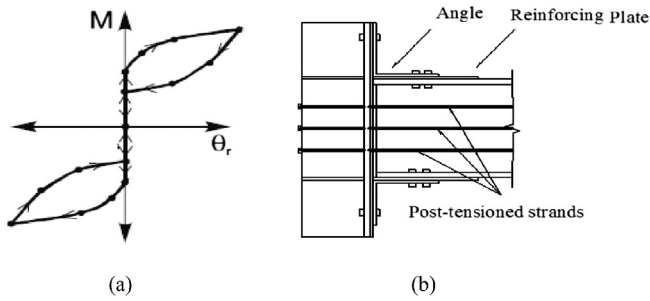 M
θr
(a)
Angle
Reinforcing Plate
Post-tensioned strands
(b)